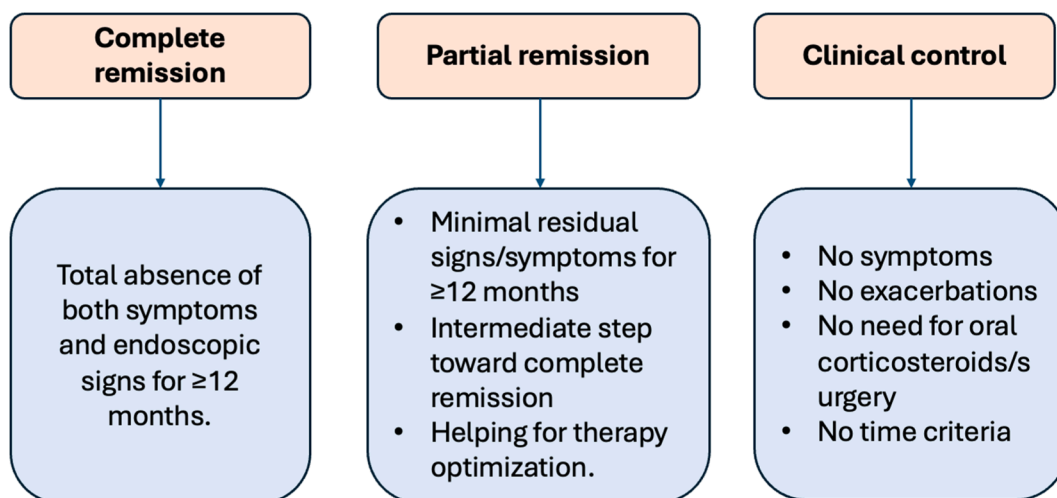 Complete
remission
Total absence of
both symptoms
and endoscopic
signs for ≥12
months.
Partial remission
• Minimal residual
signs/symptoms for
≥12 months
• Intermediate step
toward complete
remission
• Helping for therapy
optimization.
Clinical control
• No symptoms
• No exacerbations
• No need for oral
corticosteroids/s
urgery
• No time criteria